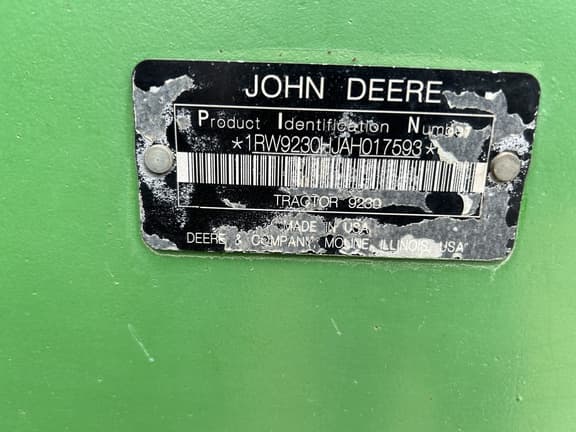 JOHN DEERE
Product Identification Number
*1RW9230HJAH017593*
TRACTOR 9230
MADE IN USA
DEERE & COMPANY, MOLINE, ILLINOIS, USA